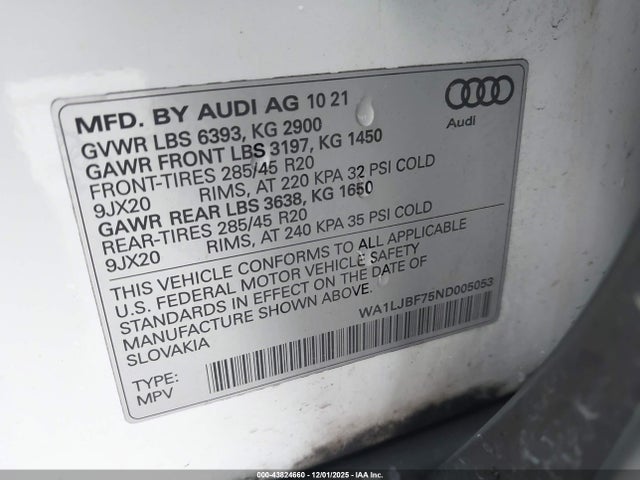 MFD. BY AUDI AG 10 21
GVWR LBS 6393, KG 2900
GAWR FRONT LBS 3197, KG 1450
FRONT-TIRES 285/45 R20
9JX20 RIMS, AT 220 KPA 32 PSI COLD
GAWR REAR LBS 3638, KG 1650
REAR-TIRES 285/45 R20
9JX20 RIMS, AT 240 KPA 35 PSI COLD
THIS VEHICLE CONFORMS TO ALL APPLICABLE
U.S. FEDERAL MOTOR VEHICLE SAFETY
STANDARDS IN EFFECT ON THE DATE OF
MANUFACTURE SHOWN ABOVE.
SLOVAKIA
WA1LJBF75ND005053
TYPE:
MPV
Audi
000-43824660 - 12/01/2025 - IAA Inc.